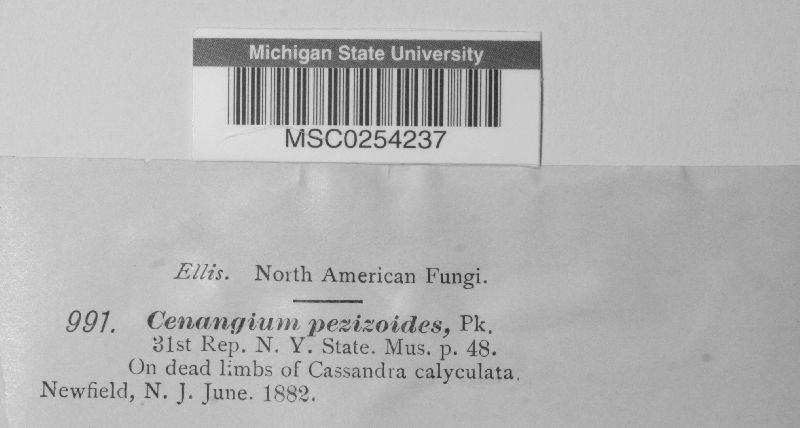 Michigan State University
MSC0254237
Ellis. North American Fungi.
991. Cenangium pezizoides, Pk.
31st Rep. N. Y. State. Mus. p. 48.
On dead limbs of Cassandra calyculata.
Newfield, N. J. June. 1882.